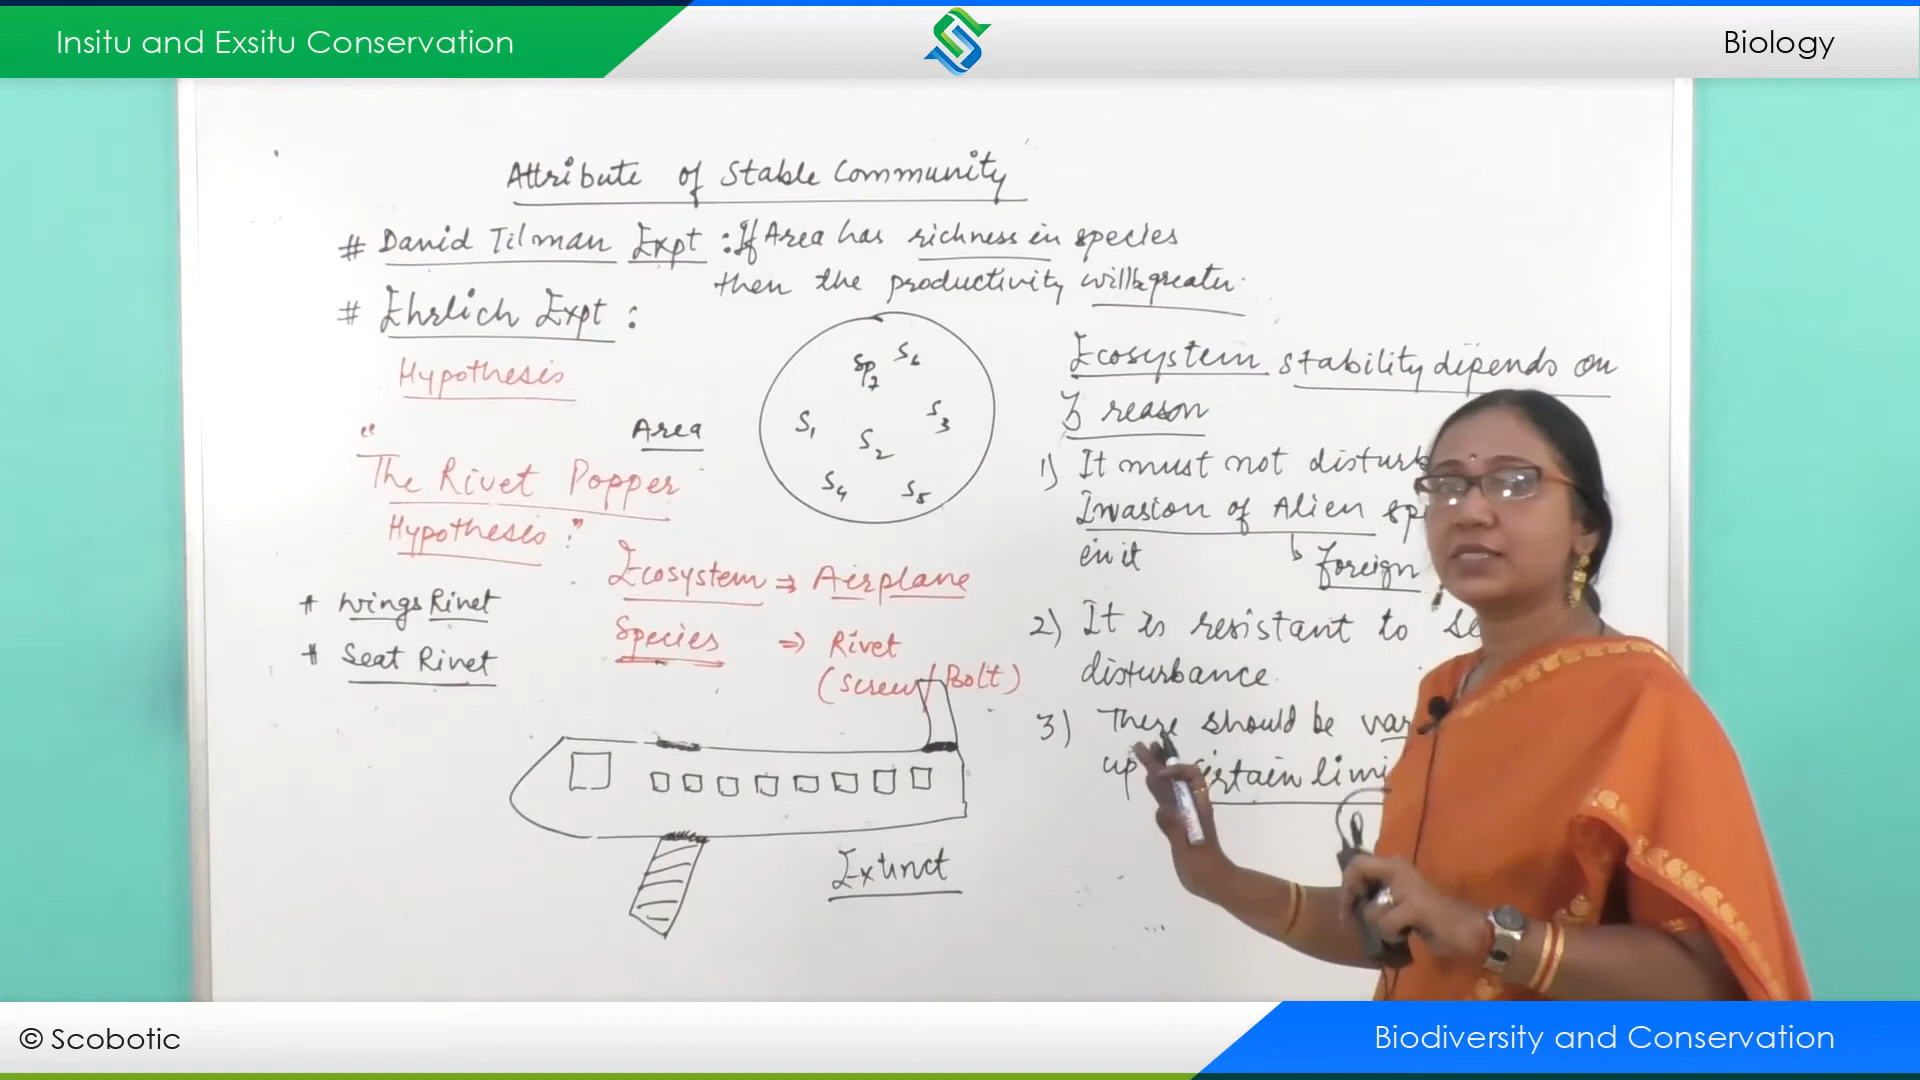 Insitu and Exsitu Conservation
Biology
Attribute of Stable Community
# David Tilman Expt : If Area has richness in species
then the productivity will be greater.
# Ehrlich Expt :
Hypothesis
"The Rivet Popper
Hypothesis:"
Area
Sp7 S6
S1 S2 S3
S4 S5
Ecosystem ⇒ Airplane
Species ⇒ Rivet
(Screw/Bolt)
* Wings Rivet
* Seat Rivet
Extinct
Ecosystem stability depends on
3 reason
1) It must not disturb
Invasion of Alien
in it
↳ Foreign
2) It is resistant to
disturbance.
3) There should be
up certain
© Scobotic
Biodiversity and Conservation